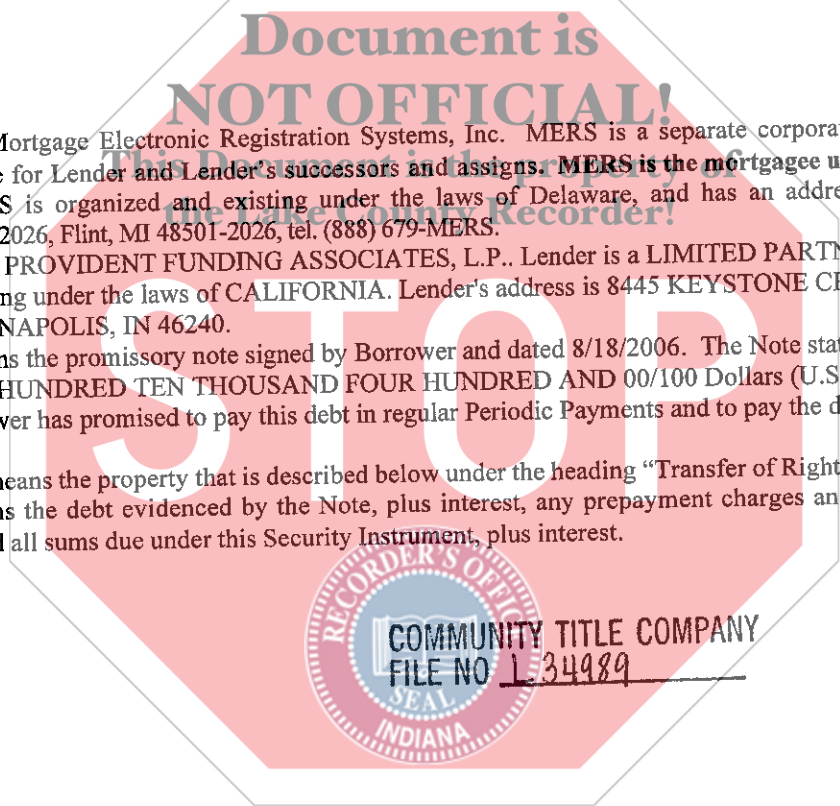 Document is
NOT OFFICIAL!
This Document is the property of
the Lake County Recorder!
Mortgage Electronic Registration Systems, Inc. MERS is a separate corpora
e for Lender and Lender's successors and assigns. MERS is the mortgagee u
S is organized and existing under the laws of Delaware, and has an addre
2026, Flint, MI 48501-2026, tel. (888) 679-MERS.
PROVIDENT FUNDING ASSOCIATES, L.P.. Lender is a LIMITED PARTN
ng under the laws of CALIFORNIA. Lender's address is 8445 KEYSTONE C
NAPOLIS, IN 46240.
ns the promissory note signed by Borrower and dated 8/18/2006. The Note stat
HUNDRED TEN THOUSAND FOUR HUNDRED AND 00/100 Dollars (U.S
wer has promised to pay this debt in regular Periodic Payments and to pay the d
STOP
eans the property that is described below under the heading "Transfer of Right
ns the debt evidenced by the Note, plus interest, any prepayment charges an
l all sums due under this Security Instrument, plus interest.
RECORDER'S OFFICE
SEAL
INDIANA
COMMUNITY TITLE COMPANY
FILE NO L 34989